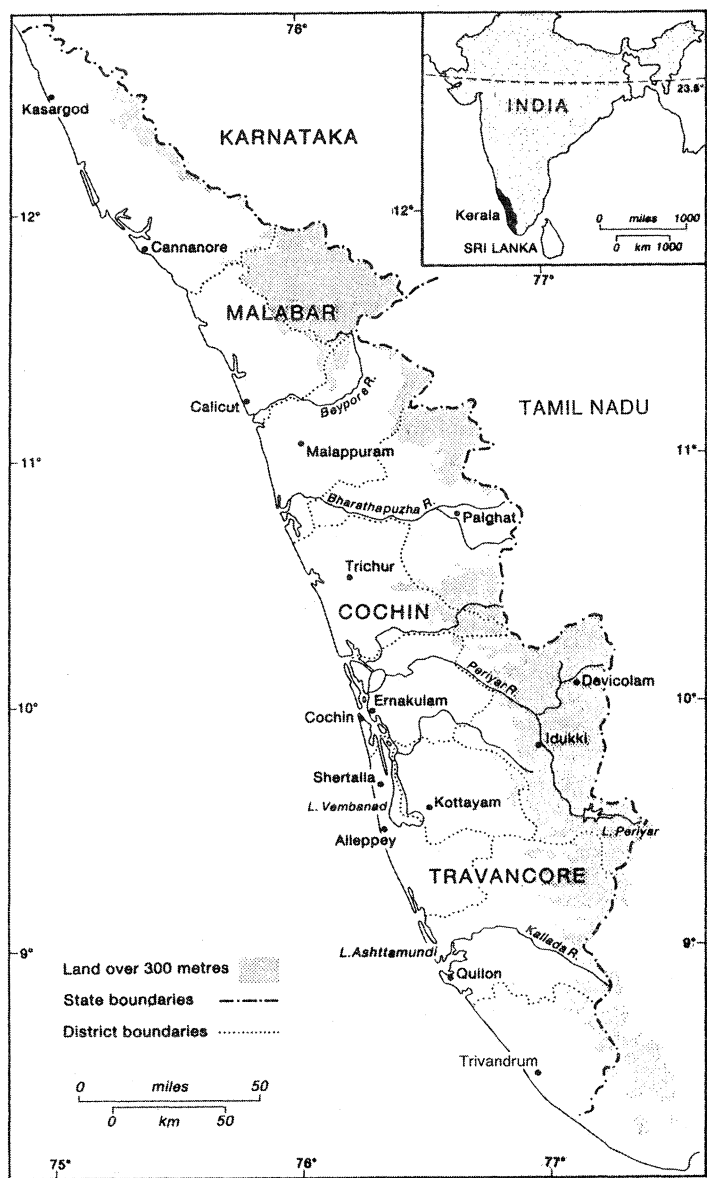 76°
Kasargod
KARNATAKA
INDIA
23.5°
12°
12°
Kerala
0 miles 1000
0 km 1000
SRI LANKA
Cannanore
77°
MALABAR
Calicut
Beypore R.
TAMIL NADU
11°
Malappuram
11°
Bharathapuzha R.
Palghat
Trichur
COCHIN
Periyar R.
Devicolam
10°
10°
Ernakulam
Cochin
Idukki
Shertalla
L. Vembanad
Kottayam
L. Periyar
Alleppey
TRAVANCORE
9°
L. Ashttamundi
Kallada R.
9°
Land over 300 metres
Quilon
State boundaries
District boundaries
Trivandrum
0 miles 50
0 km 50
75°
76°
77°